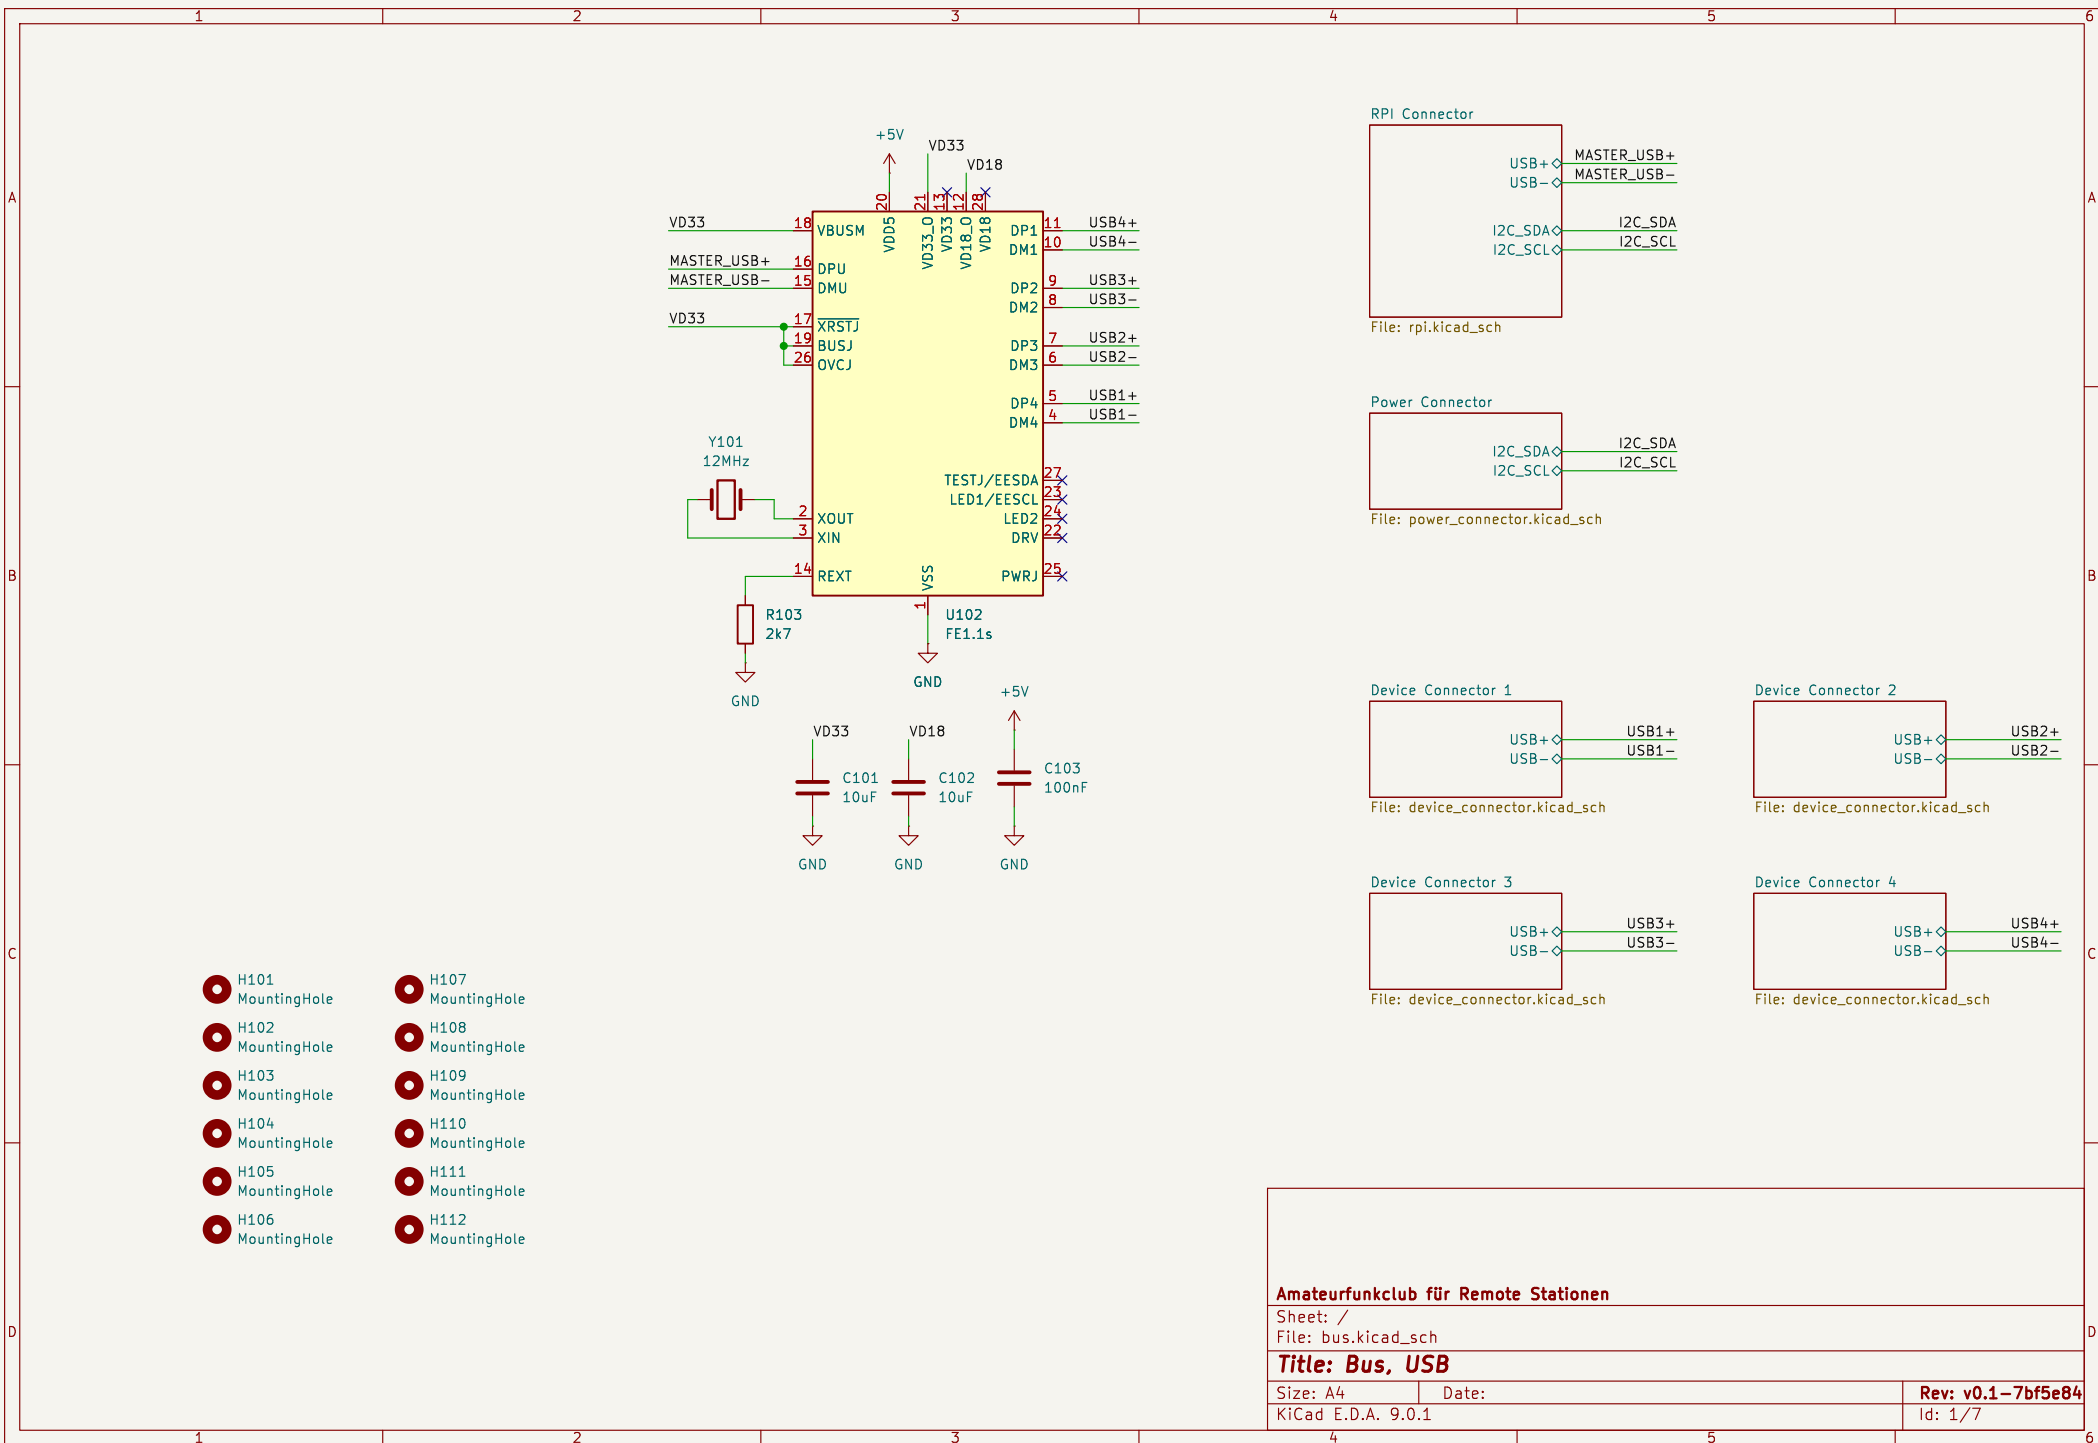 1 2 3 4 5 6
A
B
C
D
A
B
C
D
1 2 3 4 5 6
+5V
VD33
VD18
20
21
13
12
28
VDD5
VD33_O
VD33
VD18_O
VD18
VD33
18 VBUSM
MASTER_USB+
16 DPU
MASTER_USB-
15 DMU
VD33
17 XRSTJ
19 BUSJ
26 OVCJ
Y101
12MHz
2 XOUT
3 XIN
14 REXT
R103
2k7
GND
DP1 11 USB4+
DM1 10 USB4-
DP2 9 USB3+
DM2 8 USB3-
DP3 7 USB2+
DM3 6 USB2-
DP4 5 USB1+
DM4 4 USB1-
TESTJ/EESDA 27
LED1/EESCL 23
LED2 24
DRV 22
PWRJ 25
VSS
1
U102
FE1.1s
GND
VD33
C101
10uF
GND
VD18
C102
10uF
GND
+5V
C103
100nF
GND
RPI Connector
USB+ MASTER_USB+
USB- MASTER_USB-
I2C_SDA I2C_SDA
I2C_SCL I2C_SCL
File: rpi.kicad_sch
Power Connector
I2C_SDA I2C_SDA
I2C_SCL I2C_SCL
File: power_connector.kicad_sch
Device Connector 1
USB+ USB1+
USB- USB1-
File: device_connector.kicad_sch
Device Connector 2
USB+ USB2+
USB- USB2-
File: device_connector.kicad_sch
Device Connector 3
USB+ USB3+
USB- USB3-
File: device_connector.kicad_sch
Device Connector 4
USB+ USB4+
USB- USB4-
File: device_connector.kicad_sch
H101
MountingHole
H102
MountingHole
H103
MountingHole
H104
MountingHole
H105
MountingHole
H106
MountingHole
H107
MountingHole
H108
MountingHole
H109
MountingHole
H110
MountingHole
H111
MountingHole
H112
MountingHole
Amateurfunkclub für Remote Stationen
Sheet: /
File: bus.kicad_sch
Title: Bus, USB
Size: A4 Date: Rev: v0.1-7bf5e84
KiCad E.D.A. 9.0.1 Id: 1/7